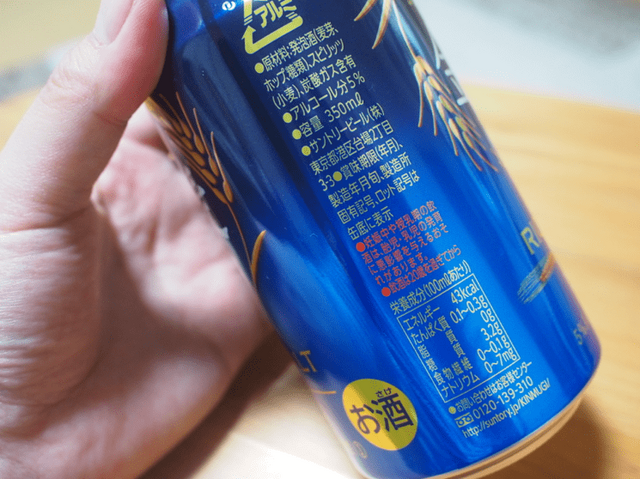 アルミ
●原材料:発泡酒(麦芽、
ホップ、糖類)、スピリッツ
(小麦)、炭酸ガス含有
●アルコール分5%
●容量 350mℓ
●サントリービール(株)
東京都港区台場2丁目
3-3●賞味期限(年月)、
製造年月旬、製造所
固有記号、ロット記号は
缶底に表示
●妊娠中や授乳期の飲
酒は、胎児・乳児の発育
に悪影響を与えるおそ
れがあります。
●飲酒は20歳を過ぎてから
栄養成分(100mℓあたり)
エネルギー 43kcal
たんぱく質 0.1~0.3g
脂質 0g
糖質 3.2g
食物繊維 0~0.1g
ナトリウム 0~7mg
●お問い合わせはお客様センター
0120-139-310
http://suntory.jp/KINMUGI/
さけ
お酒
LT
R
5%